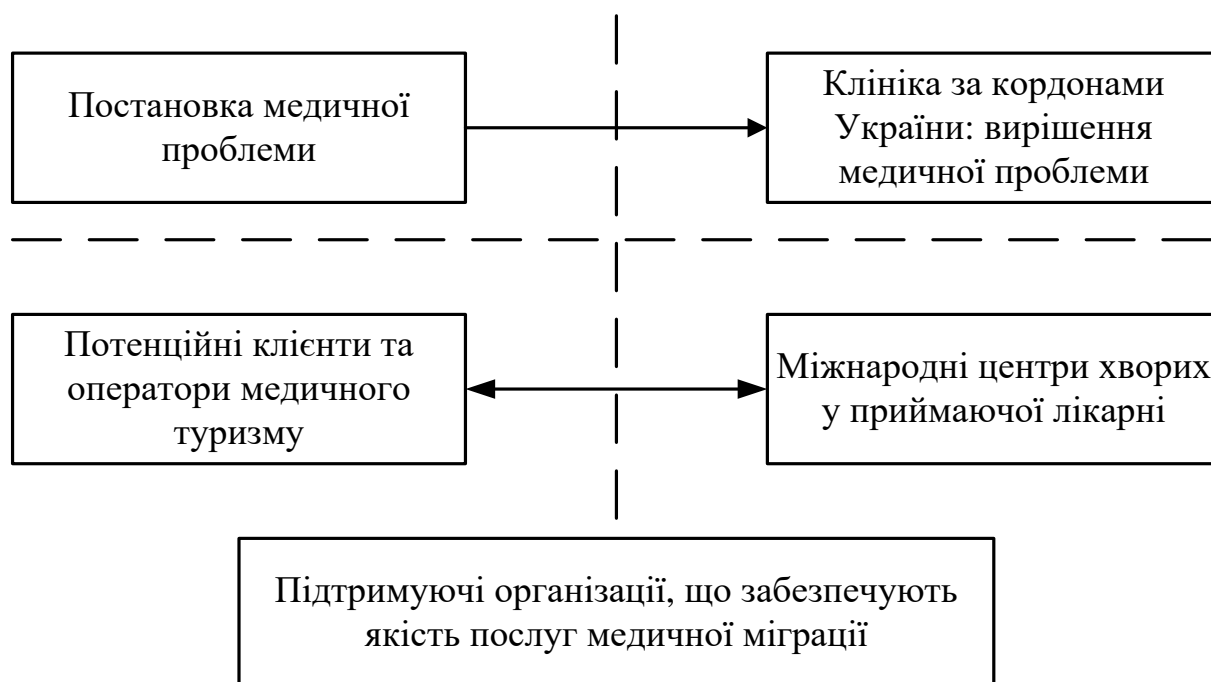 Постановка медичної
проблеми
Клініка за кордонами
України: вирішення
медичної проблеми
Потенційні клієнти та
оператори медичного
туризму
Міжнародні центри хворих
у приймаючої лікарні
Підтримуючі організації, що забезпечують
якість послуг медичної міграції